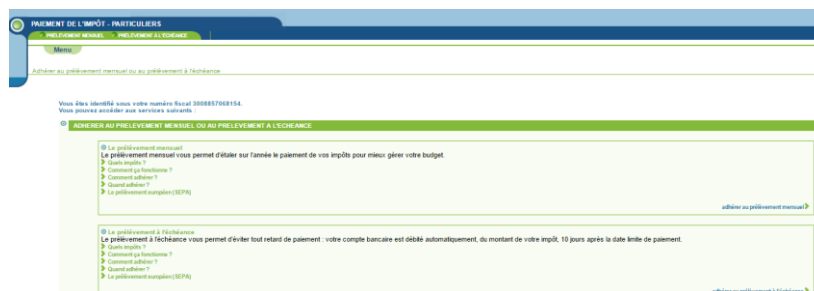 PAIEMENT DE L'IMPÔT - PARTICULIERS
PRELEVEMENT MENSUEL PRELEVEMENT A L'ECHEANCE
Menu
Adhérer au prélèvement mensuel ou au prélèvement à l'échéance
Vous êtes identifié sous votre numéro fiscal 3008857068154.
Vous pouvez accéder aux services suivants :
ADHERER AU PRELEVEMENT MENSUEL OU AU PRELEVEMENT A L'ECHEANCE
Le prélèvement mensuel
Le prélèvement mensuel vous permet d'étaler sur l'année le paiement de vos impôts pour mieux gérer votre budget.
Quels impôts ?
Comment ça fonctionne ?
Comment adhérer ?
Quand adhérer ?
Le prélèvement européen (SEPA)
adhérer au prélèvement mensuel
Le prélèvement à l'échéance
Le prélèvement à l'échéance vous permet d'éviter tout retard de paiement : votre compte bancaire est débité automatiquement, du montant de votre impôt, 10 jours après la date limite de paiement.
Quels impôts ?
Comment ça fonctionne ?
Comment adhérer ?
Quand adhérer ?
Le prélèvement européen (SEPA)
adhérer au prélèvement à l'échéance